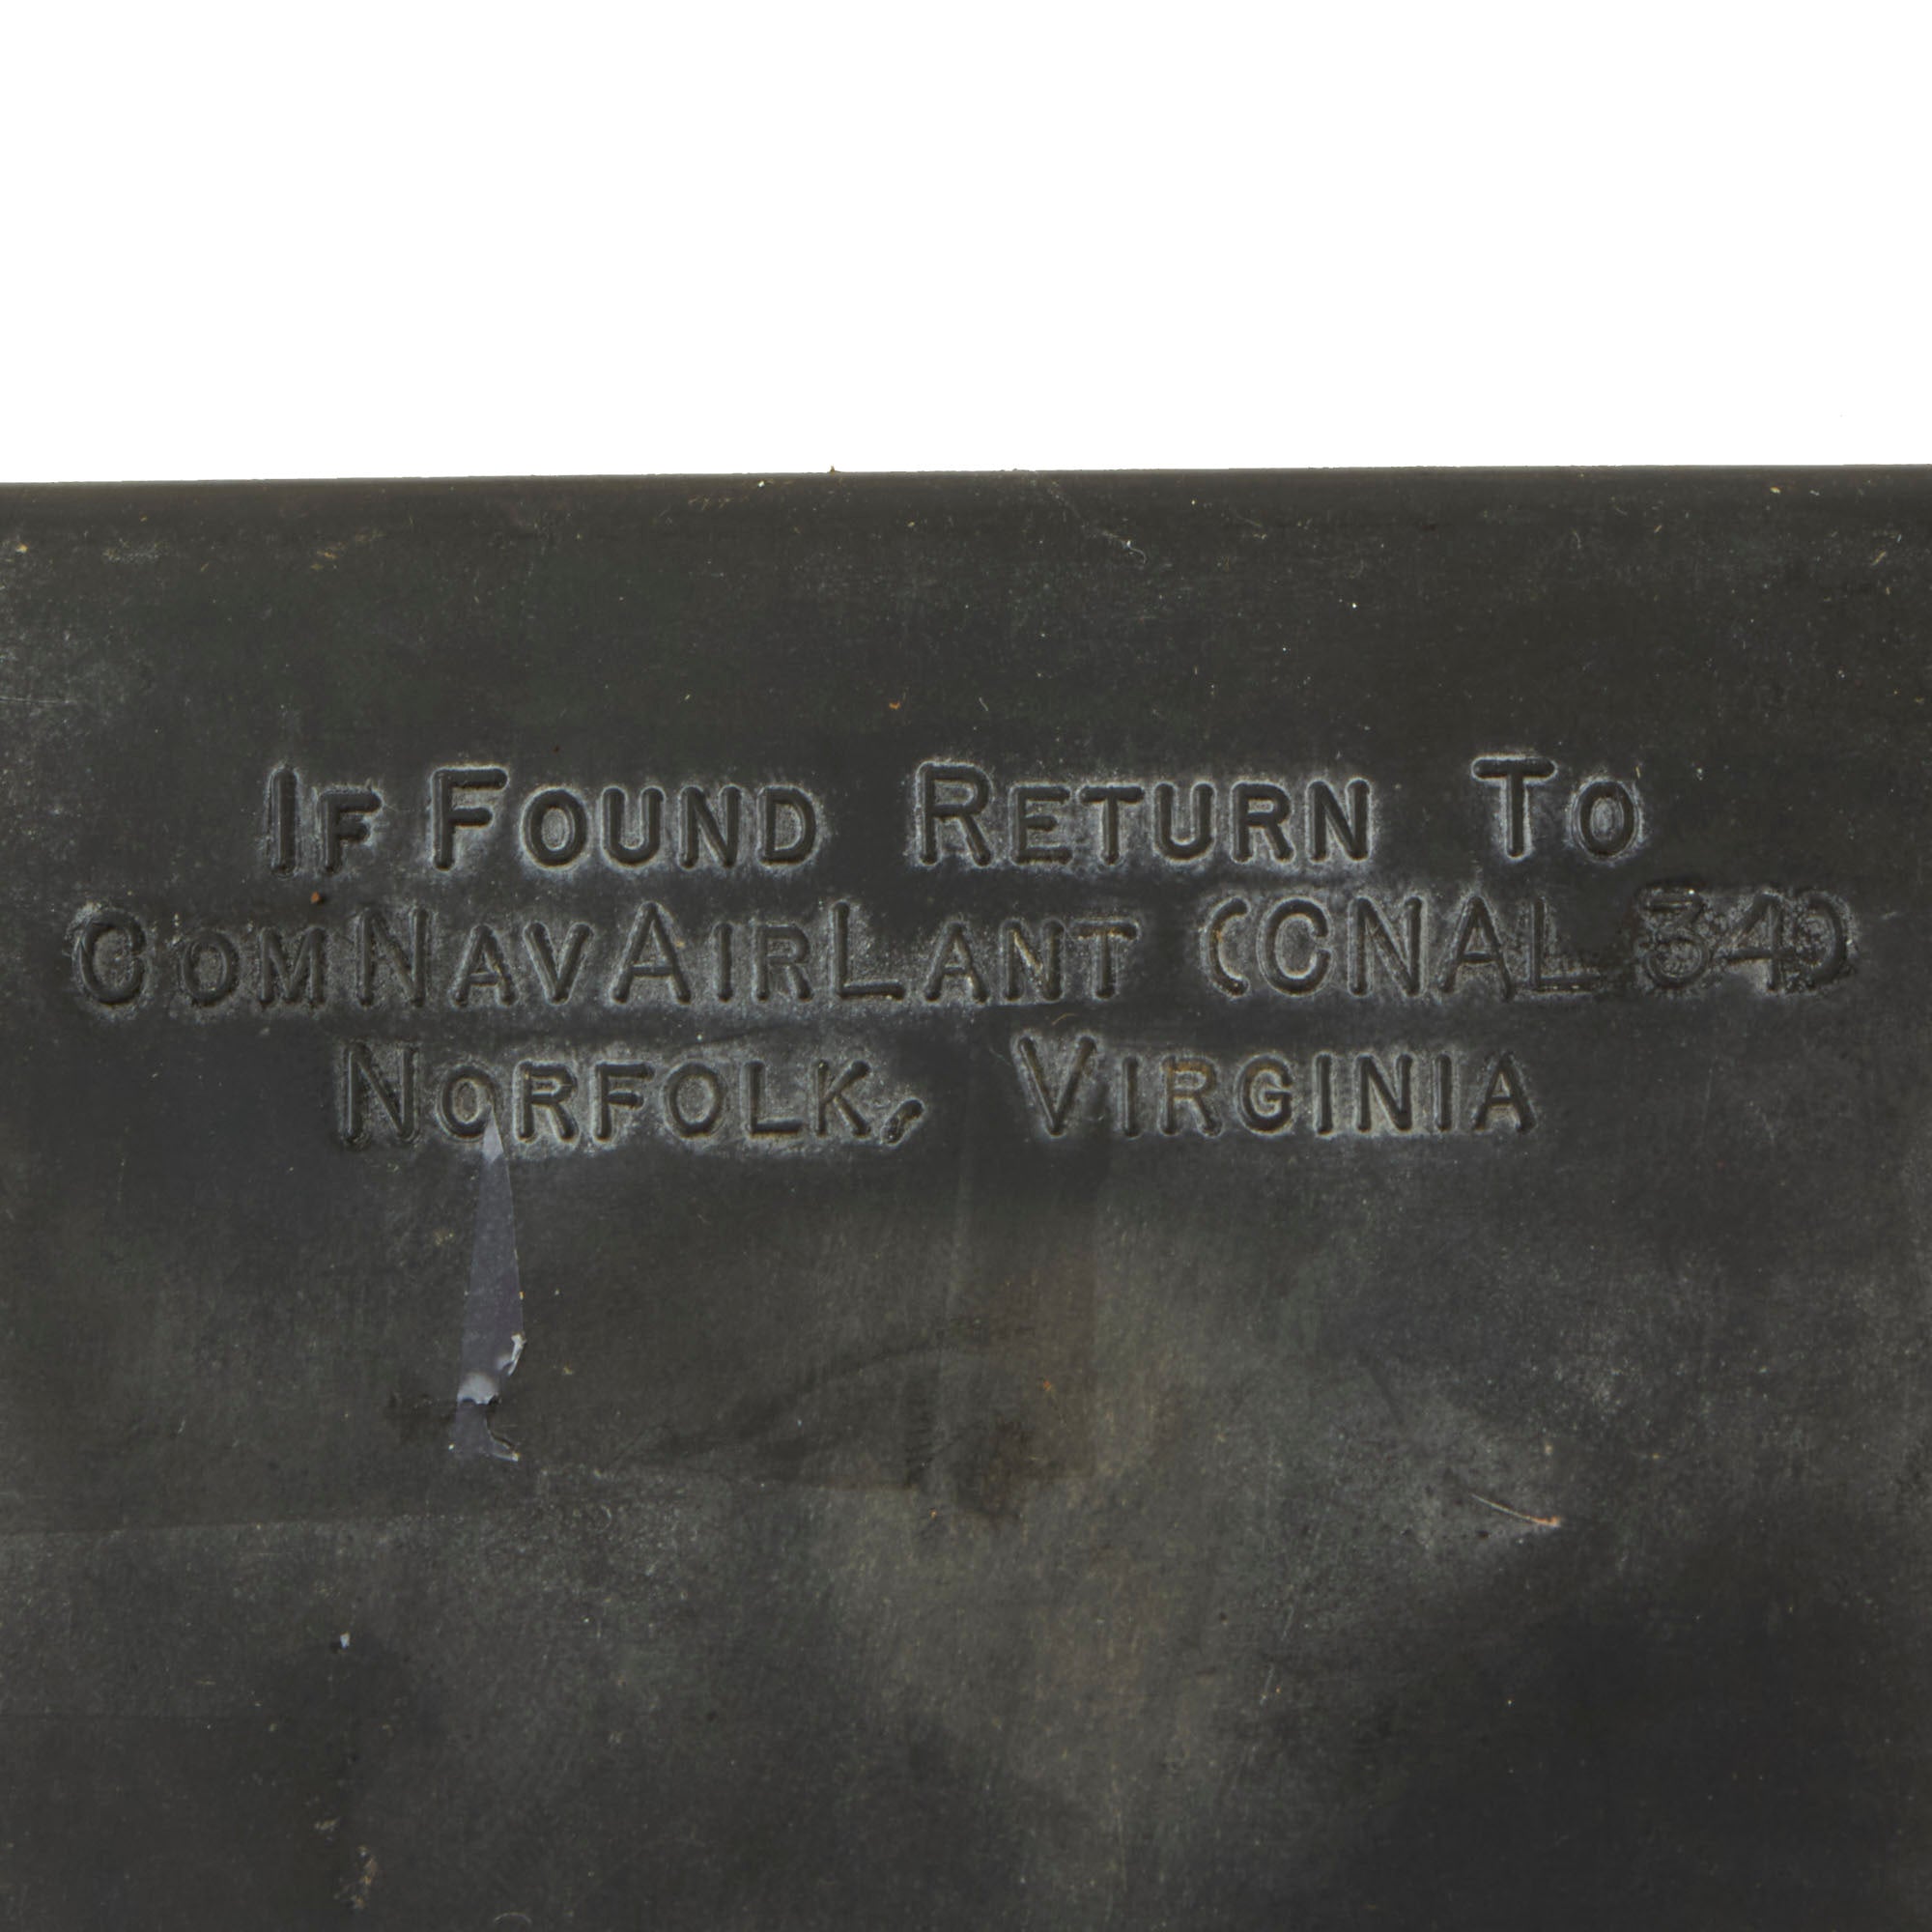 If Found Return To
ComNavAirLant (CNAL 34)
Norfolk, Virginia